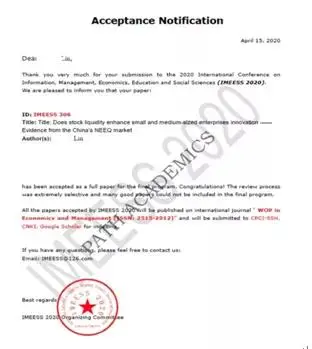 Acceptance Notification
April 15, 2020
Dear Liu,
Thank you very much for your submission to the 2020 International Conference on
Information, Management, Economics, Education and Social Sciences (IMEESS 2020).
We are pleased to inform you that your paper:
ID: IMEESS 306
Title: Title: Does stock liquidity enhance small and medium-sized enterprises innovation ——
Evidence from the China's NEEQ market
Author(s): Liu
has been accepted as a full paper for the final program. Congratulations! The review process
was extremely selective and many good papers could not be included in the final program.
All the papers accepted by IMEESS 2020 will be published on international journal " WOP in
Economics and Management (ISSN: 2515-2912)"and will be submitted to CPCI-SSH,
CNKI, Google Scholar for indexing.
If you have any questions, please feel free to contact us:
Email: IMEESS@126.com
Best regards
IMEESS 2020 Organizing Committee
IMEESS 2020
PATH ACADEMICS
IMEESS 2020